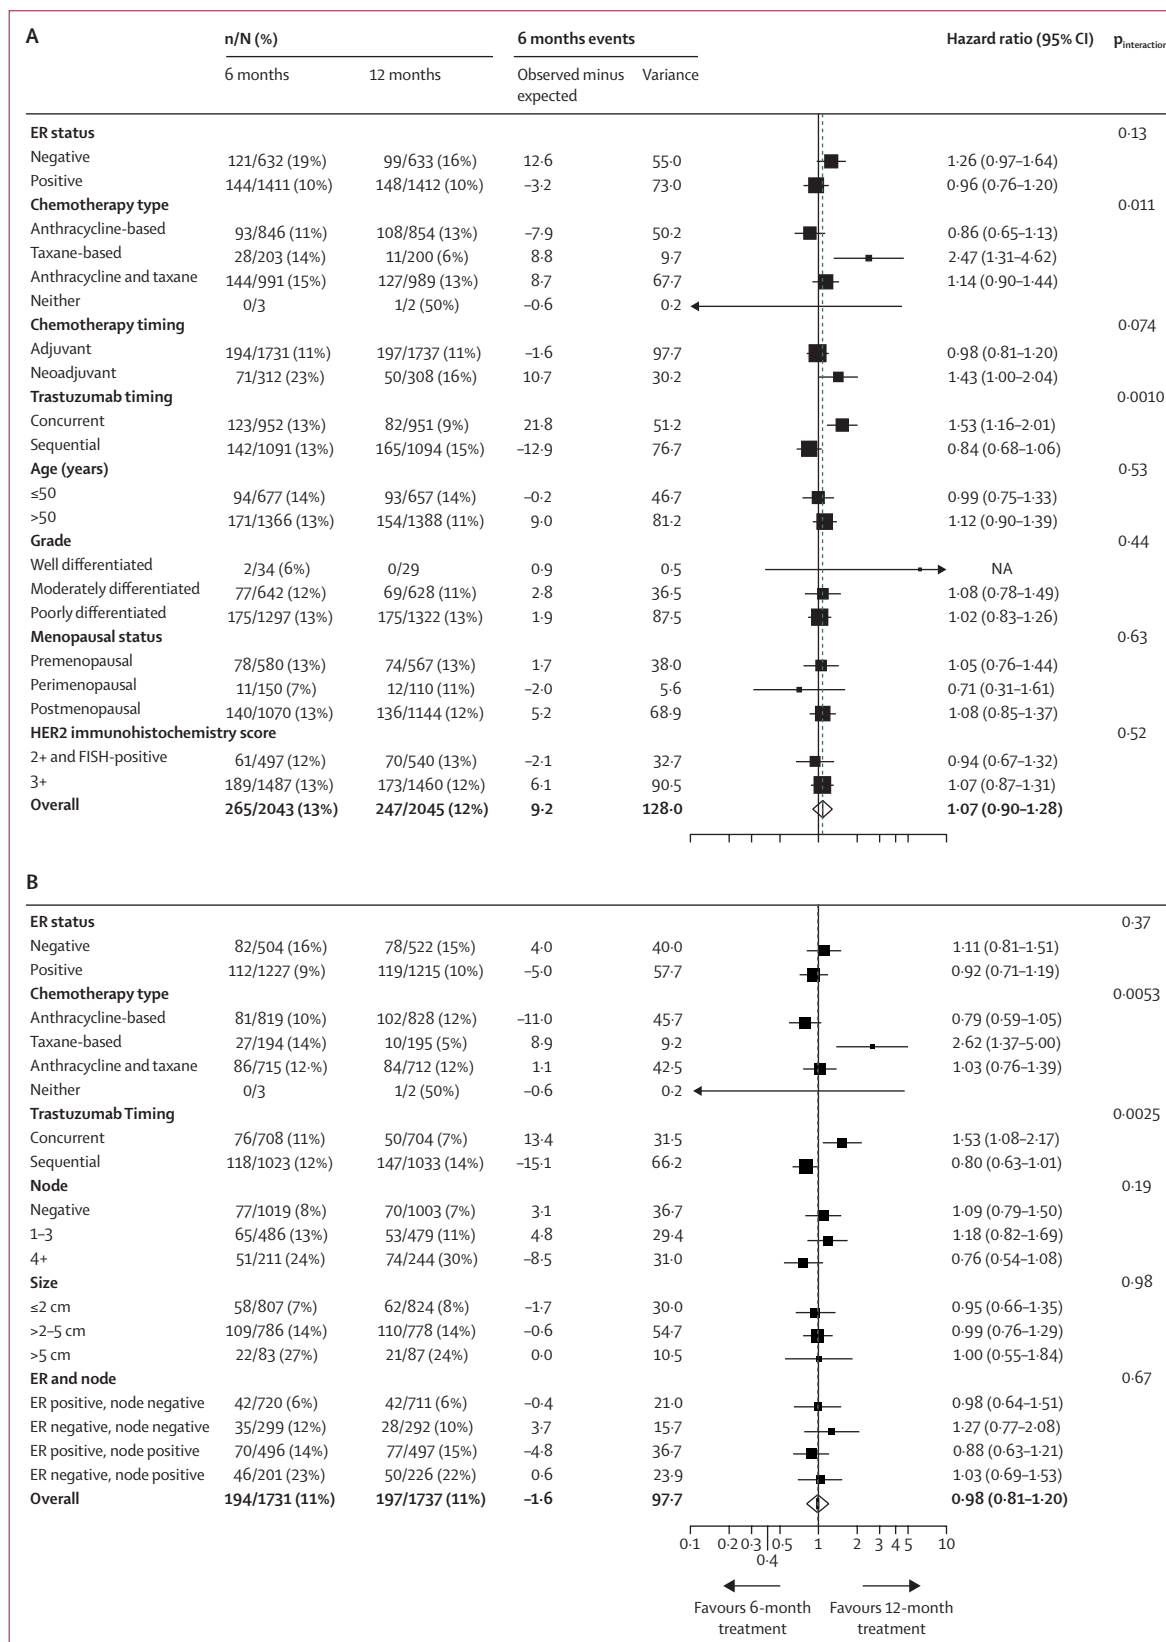 A
n/N (%) 6 months events Hazard ratio (95% CI) p interaction
6 months 12 months Observed minus expected Variance
ER status 0·13
Negative 121/632 (19%) 99/633 (16%) 12·6 55·0 1·26 (0·97–1·64)
Positive 144/1411 (10%) 148/1412 (10%) –3·2 73·0 0·96 (0·76–1·20)
Chemotherapy type 0·011
Anthracycline-based 93/846 (11%) 108/854 (13%) –7·9 50·2 0·86 (0·65–1·13)
Taxane-based 28/203 (14%) 11/200 (6%) 8·8 9·7 2·47 (1·31–4·62)
Anthracycline and taxane 144/991 (15%) 127/989 (13%) 8·7 67·7 1·14 (0·90–1·44)
Neither 0/3 1/2 (50%) –0·6 0·2
Chemotherapy timing 0·074
Adjuvant 194/1731 (11%) 197/1737 (11%) –1·6 97·7 0·98 (0·81–1·20)
Neoadjuvant 71/312 (23%) 50/308 (16%) 10·7 30·2 1·43 (1·00–2·04)
Trastuzumab timing 0·0010
Concurrent 123/952 (13%) 82/951 (9%) 21·8 51·2 1·53 (1·16–2·01)
Sequential 142/1091 (13%) 165/1094 (15%) –12·9 76·7 0·84 (0·68–1·06)
Age (years) 0·53
≤50 94/677 (14%) 93/657 (14%) –0·2 46·7 0·99 (0·75–1·33)
>50 171/1366 (13%) 154/1388 (11%) 9·0 81·2 1·12 (0·90–1·39)
Grade 0·44
Well differentiated 2/34 (6%) 0/29 0·9 0·5 NA
Moderately differentiated 77/642 (12%) 69/628 (11%) 2·8 36·5 1·08 (0·78–1·49)
Poorly differentiated 175/1297 (13%) 175/1322 (13%) 1·9 87·5 1·02 (0·83–1·26)
Menopausal status 0·63
Premenopausal 78/580 (13%) 74/567 (13%) 1·7 38·0 1·05 (0·76–1·44)
Perimenopausal 11/150 (7%) 12/110 (11%) –2·0 5·6 0·71 (0·31–1·61)
Postmenopausal 140/1070 (13%) 136/1144 (12%) 5·2 68·9 1·08 (0·85–1·37)
HER2 immunohistochemistry score 0·52
2+ and FISH-positive 61/497 (12%) 70/540 (13%) –2·1 32·7 0·94 (0·67–1·32)
3+ 189/1487 (13%) 173/1460 (12%) 6·1 90·5 1·07 (0·87–1·31)
Overall 265/2043 (13%) 247/2045 (12%) 9·2 128·0 1·07 (0·90–1·28)
B
ER status 0·37
Negative 82/504 (16%) 78/522 (15%) 4·0 40·0 1·11 (0·81–1·51)
Positive 112/1227 (9%) 119/1215 (10%) –5·0 57·7 0·92 (0·71–1·19)
Chemotherapy type 0·0053
Anthracycline-based 81/819 (10%) 102/828 (12%) –11·0 45·7 0·79 (0·59–1·05)
Taxane-based 27/194 (14%) 10/195 (5%) 8·9 9·2 2·62 (1·37–5·00)
Anthracycline and taxane 86/715 (12·%) 84/712 (12%) 1·1 42·5 1·03 (0·76–1·39)
Neither 0/3 1/2 (50%) –0·6 0·2
Trastuzumab Timing 0·0025
Concurrent 76/708 (11%) 50/704 (7%) 13·4 31·5 1·53 (1·08–2·17)
Sequential 118/1023 (12%) 147/1033 (14%) –15·1 66·2 0·80 (0·63–1·01)
Node 0·19
Negative 77/1019 (8%) 70/1003 (7%) 3·1 36·7 1·09 (0·79–1·50)
1–3 65/486 (13%) 53/479 (11%) 4·8 29·4 1·18 (0·82–1·69)
4+ 51/211 (24%) 74/244 (30%) –8·5 31·0 0·76 (0·54–1·08)
Size 0·98
≤2 cm 58/807 (7%) 62/824 (8%) –1·7 30·0 0·95 (0·66–1·35)
>2–5 cm 109/786 (14%) 110/778 (14%) –0·6 54·7 0·99 (0·76–1·29)
>5 cm 22/83 (27%) 21/87 (24%) 0·0 10·5 1·00 (0·55–1·84)
ER and node 0·67
ER positive, node negative 42/720 (6%) 42/711 (6%) –0·4 21·0 0·98 (0·64–1·51)
ER negative, node negative 35/299 (12%) 28/292 (10%) 3·7 15·7 1·27 (0·77–2·08)
ER positive, node positive 70/496 (14%) 77/497 (15%) –4·8 36·7 0·88 (0·63–1·21)
ER negative, node positive 46/201 (23%) 50/226 (22%) 0·6 23·9 1·03 (0·69–1·53)
Overall 194/1731 (11%) 197/1737 (11%) –1·6 97·7 0·98 (0·81–1·20)
0·1 0·2 0·3 0·5 1 2 3 4 5 10
0·4
Favours 6-month treatment Favours 12-month treatment